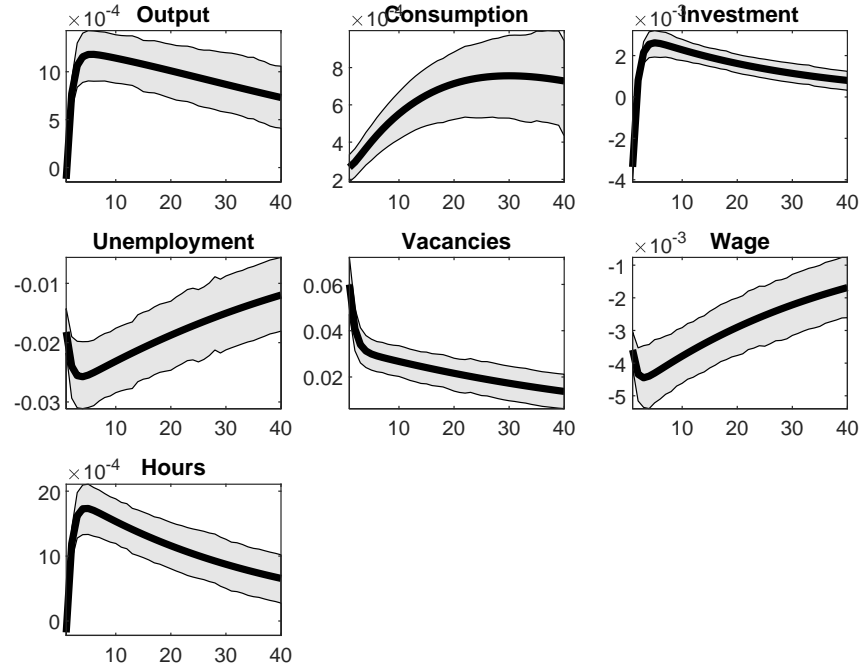 ×10⁻⁴ Output
10
5
0
10 20 30 40
×10⁻⁴ Consumption
8
6
4
2
10 20 30 40
×10⁻³ Investment
2
0
-2
-4
10 20 30 40
Unemployment
-0.01
-0.02
-0.03
10 20 30 40
Vacancies
0.06
0.04
0.02
10 20 30 40
×10⁻³ Wage
-1
-2
-3
-4
-5
10 20 30 40
×10⁻⁴ Hours
20
10
0
10 20 30 40